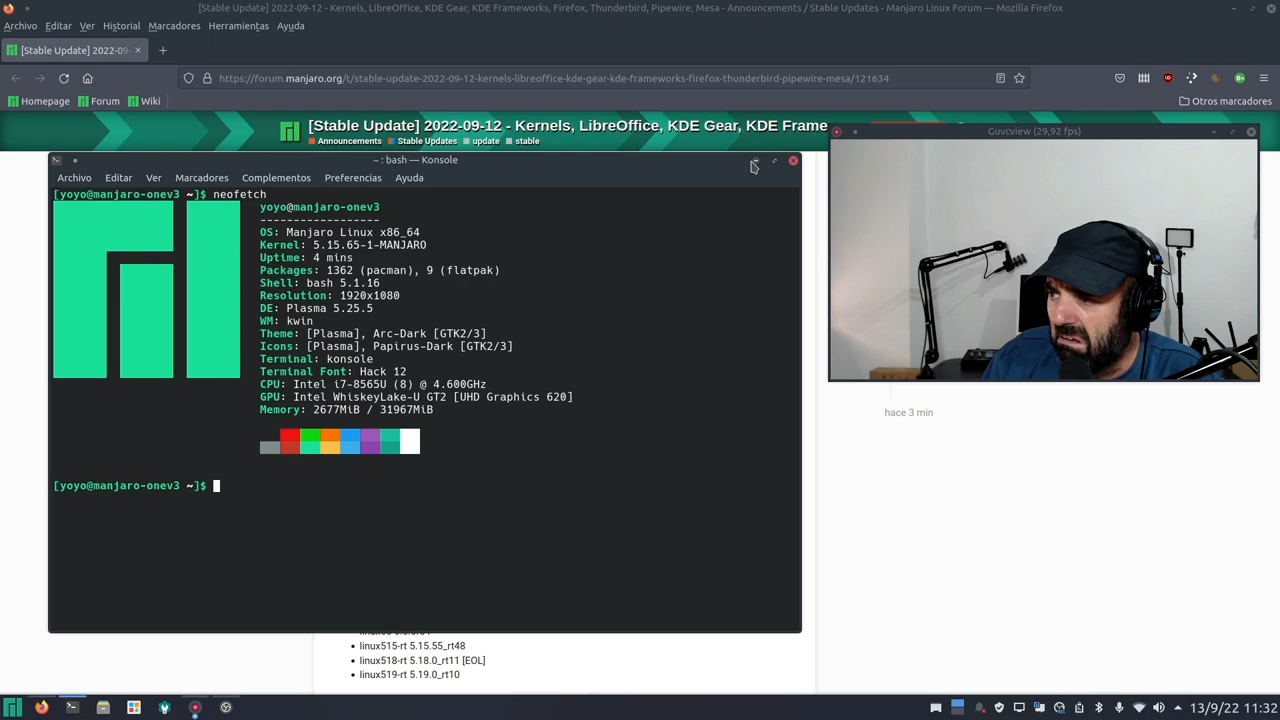 [Stable Update] 2022-09-12 - Kernels, LibreOffice, KDE Gear, KDE Frameworks, Firefox, Thunderbird, Pipewire, Mesa - Announcements / Stable Updates - Manjaro Linux Forum — Mozilla Firefox
Archivo Editar Ver Historial Marcadores Herramientas Ayuda
[Stable Update] 2022-09-
https://forum.manjaro.org/t/stable-update-2022-09-12-kernels-libreoffice-kde-gear-kde-frameworks-firefox-thunderbird-pipewire-mesa/121634
Homepage Forum Wiki Otros marcadores
[Stable Update] 2022-09-12 - Kernels, LibreOffice, KDE Gear, KDE Frame
Announcements Stable Updates update stable
Guvcview (29,92 fps)
~ : bash — Konsole
Archivo Editar Ver Marcadores Complementos Preferencias Ayuda
[yoyo@manjaro-onev3 ~]$ neofetch
yoyo@manjaro-onev3
------------------
OS: Manjaro Linux x86_64
Kernel: 5.15.65-1-MANJARO
Uptime: 4 mins
Packages: 1362 (pacman), 9 (flatpak)
Shell: bash 5.1.16
Resolution: 1920x1080
DE: Plasma 5.25.5
WM: kwin
Theme: [Plasma], Arc-Dark [GTK2/3]
Icons: [Plasma], Papirus-Dark [GTK2/3]
Terminal: konsole
Terminal Font: Hack 12
CPU: Intel i7-8565U (8) @ 4.600GHz
GPU: Intel WhiskeyLake-U GT2 [UHD Graphics 620]
Memory: 2677MiB / 31967MiB
[yoyo@manjaro-onev3 ~]$
hace 3 min
linux515-rt 5.15.55_rt48
linux518-rt 5.18.0_rt11 [EOL]
linux519-rt 5.19.0_rt10
13/9/22 11:32